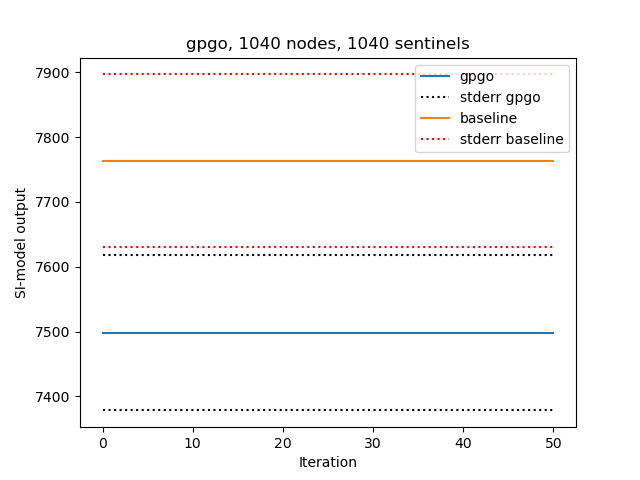 gpgo, 1040 nodes, 1040 sentinels
7900
7800
7700
7600
7500
7400
SI-model output
gpgo
stderr gpgo
baseline
stderr baseline
0 10 20 30 40 50
Iteration